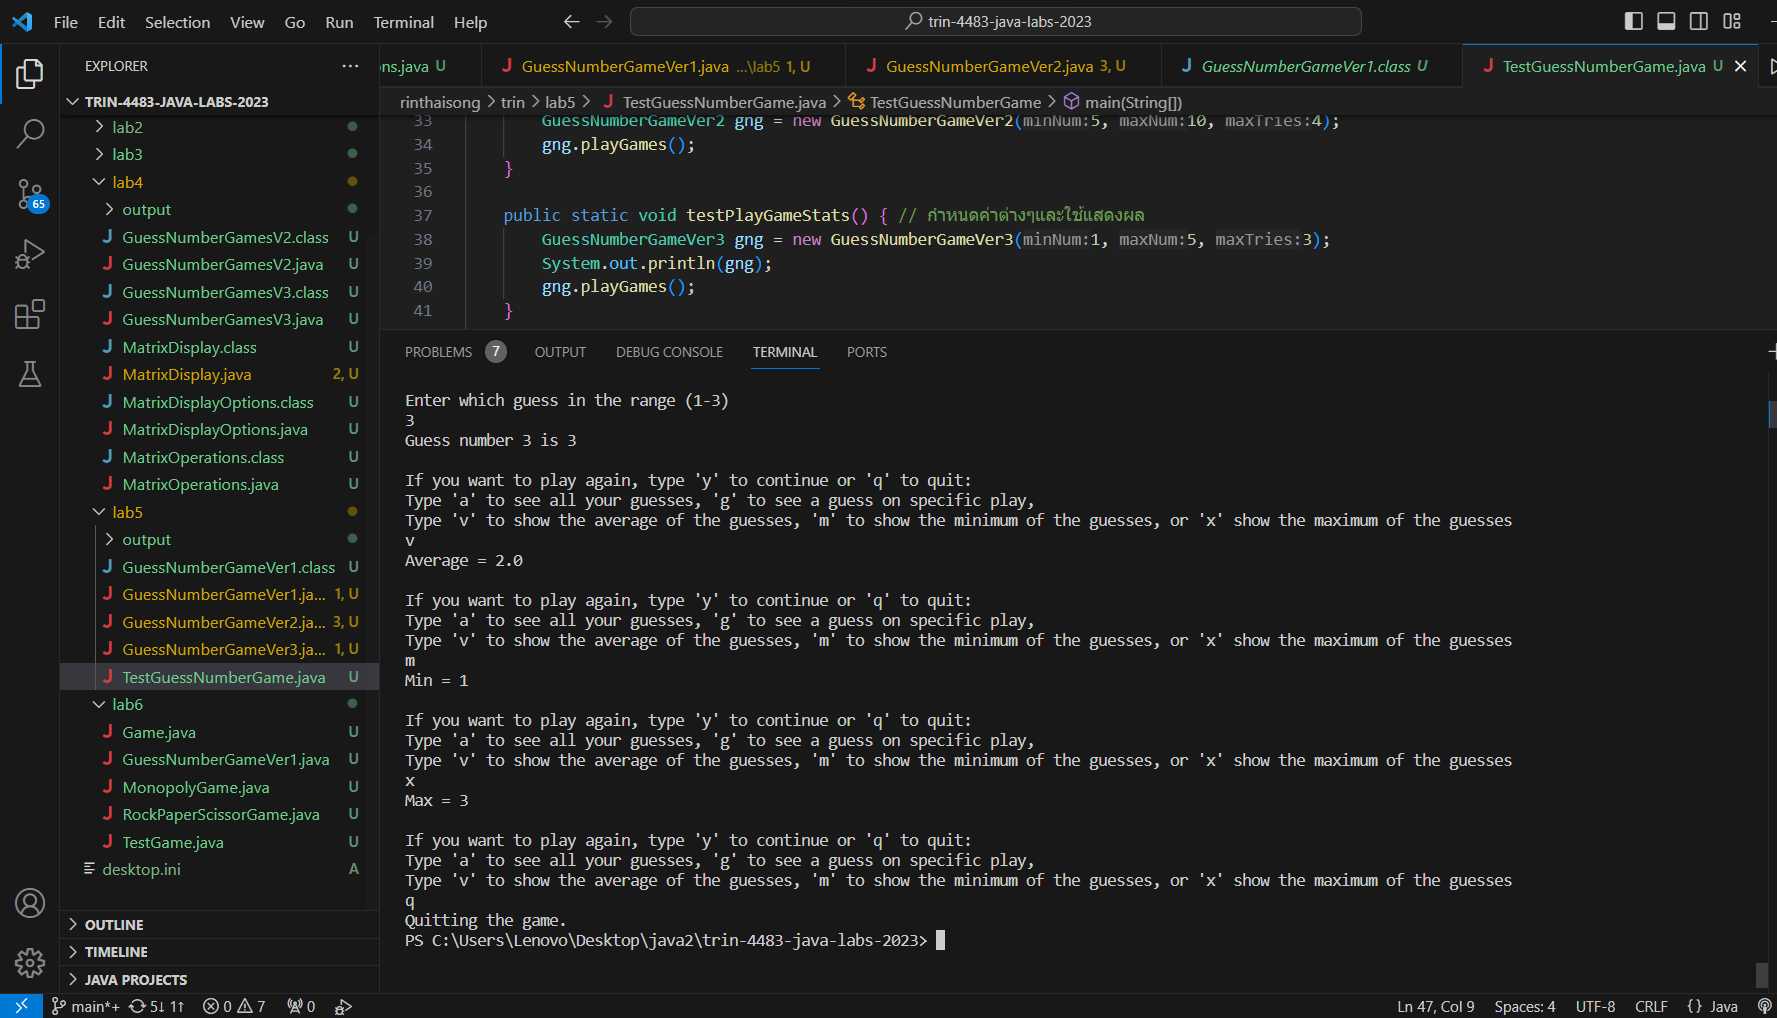 File Edit Selection View Go Run Terminal Help
trin-4483-java-labs-2023
EXPLORER
ns.java U
GuessNumberGameVer1.java ...\lab5 1, U
GuessNumberGameVer2.java 3, U
GuessNumberGameVer1.class U
TestGuessNumberGame.java U
TRIN-4483-JAVA-LABS-2023
rinthaisong > trin > lab5 > TestGuessNumberGame.java > TestGuessNumberGame > main(String[])
lab2
lab3
lab4
output
GuessNumberGamesV2.class U
GuessNumberGamesV2.java U
GuessNumberGamesV3.class U
GuessNumberGamesV3.java U
MatrixDisplay.class U
MatrixDisplay.java 2, U
MatrixDisplayOptions.class U
MatrixDisplayOptions.java U
MatrixOperations.class U
MatrixOperations.java U
lab5
output
GuessNumberGameVer1.class U
GuessNumberGameVer1.ja... 1, U
GuessNumberGameVer2.ja... 3, U
GuessNumberGameVer3.ja... 1, U
TestGuessNumberGame.java U
lab6
Game.java U
GuessNumberGameVer1.java U
MonopolyGame.java U
RockPaperScissorGame.java U
TestGame.java U
desktop.ini A
OUTLINE
TIMELINE
JAVA PROJECTS
65
33 GuessNumberGameVer2 gng = new GuessNumberGameVer2(minNum:5, maxNum:10, maxTries:4);
34 gng.playGames();
35 }
36
37 public static void testPlayGameStats() { // กำหนดค่าต่างๆและใช้แสดงผล
38 GuessNumberGameVer3 gng = new GuessNumberGameVer3(minNum:1, maxNum:5, maxTries:3);
39 System.out.println(gng);
40 gng.playGames();
41 }
PROBLEMS 7 OUTPUT DEBUG CONSOLE TERMINAL PORTS
Enter which guess in the range (1-3)
3
Guess number 3 is 3
If you want to play again, type 'y' to continue or 'q' to quit:
Type 'a' to see all your guesses, 'g' to see a guess on specific play,
Type 'v' to show the average of the guesses, 'm' to show the minimum of the guesses, or 'x' show the maximum of the guesses
v
Average = 2.0
If you want to play again, type 'y' to continue or 'q' to quit:
Type 'a' to see all your guesses, 'g' to see a guess on specific play,
Type 'v' to show the average of the guesses, 'm' to show the minimum of the guesses, or 'x' show the maximum of the guesses
m
Min = 1
If you want to play again, type 'y' to continue or 'q' to quit:
Type 'a' to see all your guesses, 'g' to see a guess on specific play,
Type 'v' to show the average of the guesses, 'm' to show the minimum of the guesses, or 'x' show the maximum of the guesses
x
Max = 3
If you want to play again, type 'y' to continue or 'q' to quit:
Type 'a' to see all your guesses, 'g' to see a guess on specific play,
Type 'v' to show the average of the guesses, 'm' to show the minimum of the guesses, or 'x' show the maximum of the guesses
q
Quitting the game.
PS C:\Users\Lenovo\Desktop\java2\trin-4483-java-labs-2023>
main*+ 5↓ 1↑ 0 7 0 Ln 47, Col 9 Spaces: 4 UTF-8 CRLF {} Java